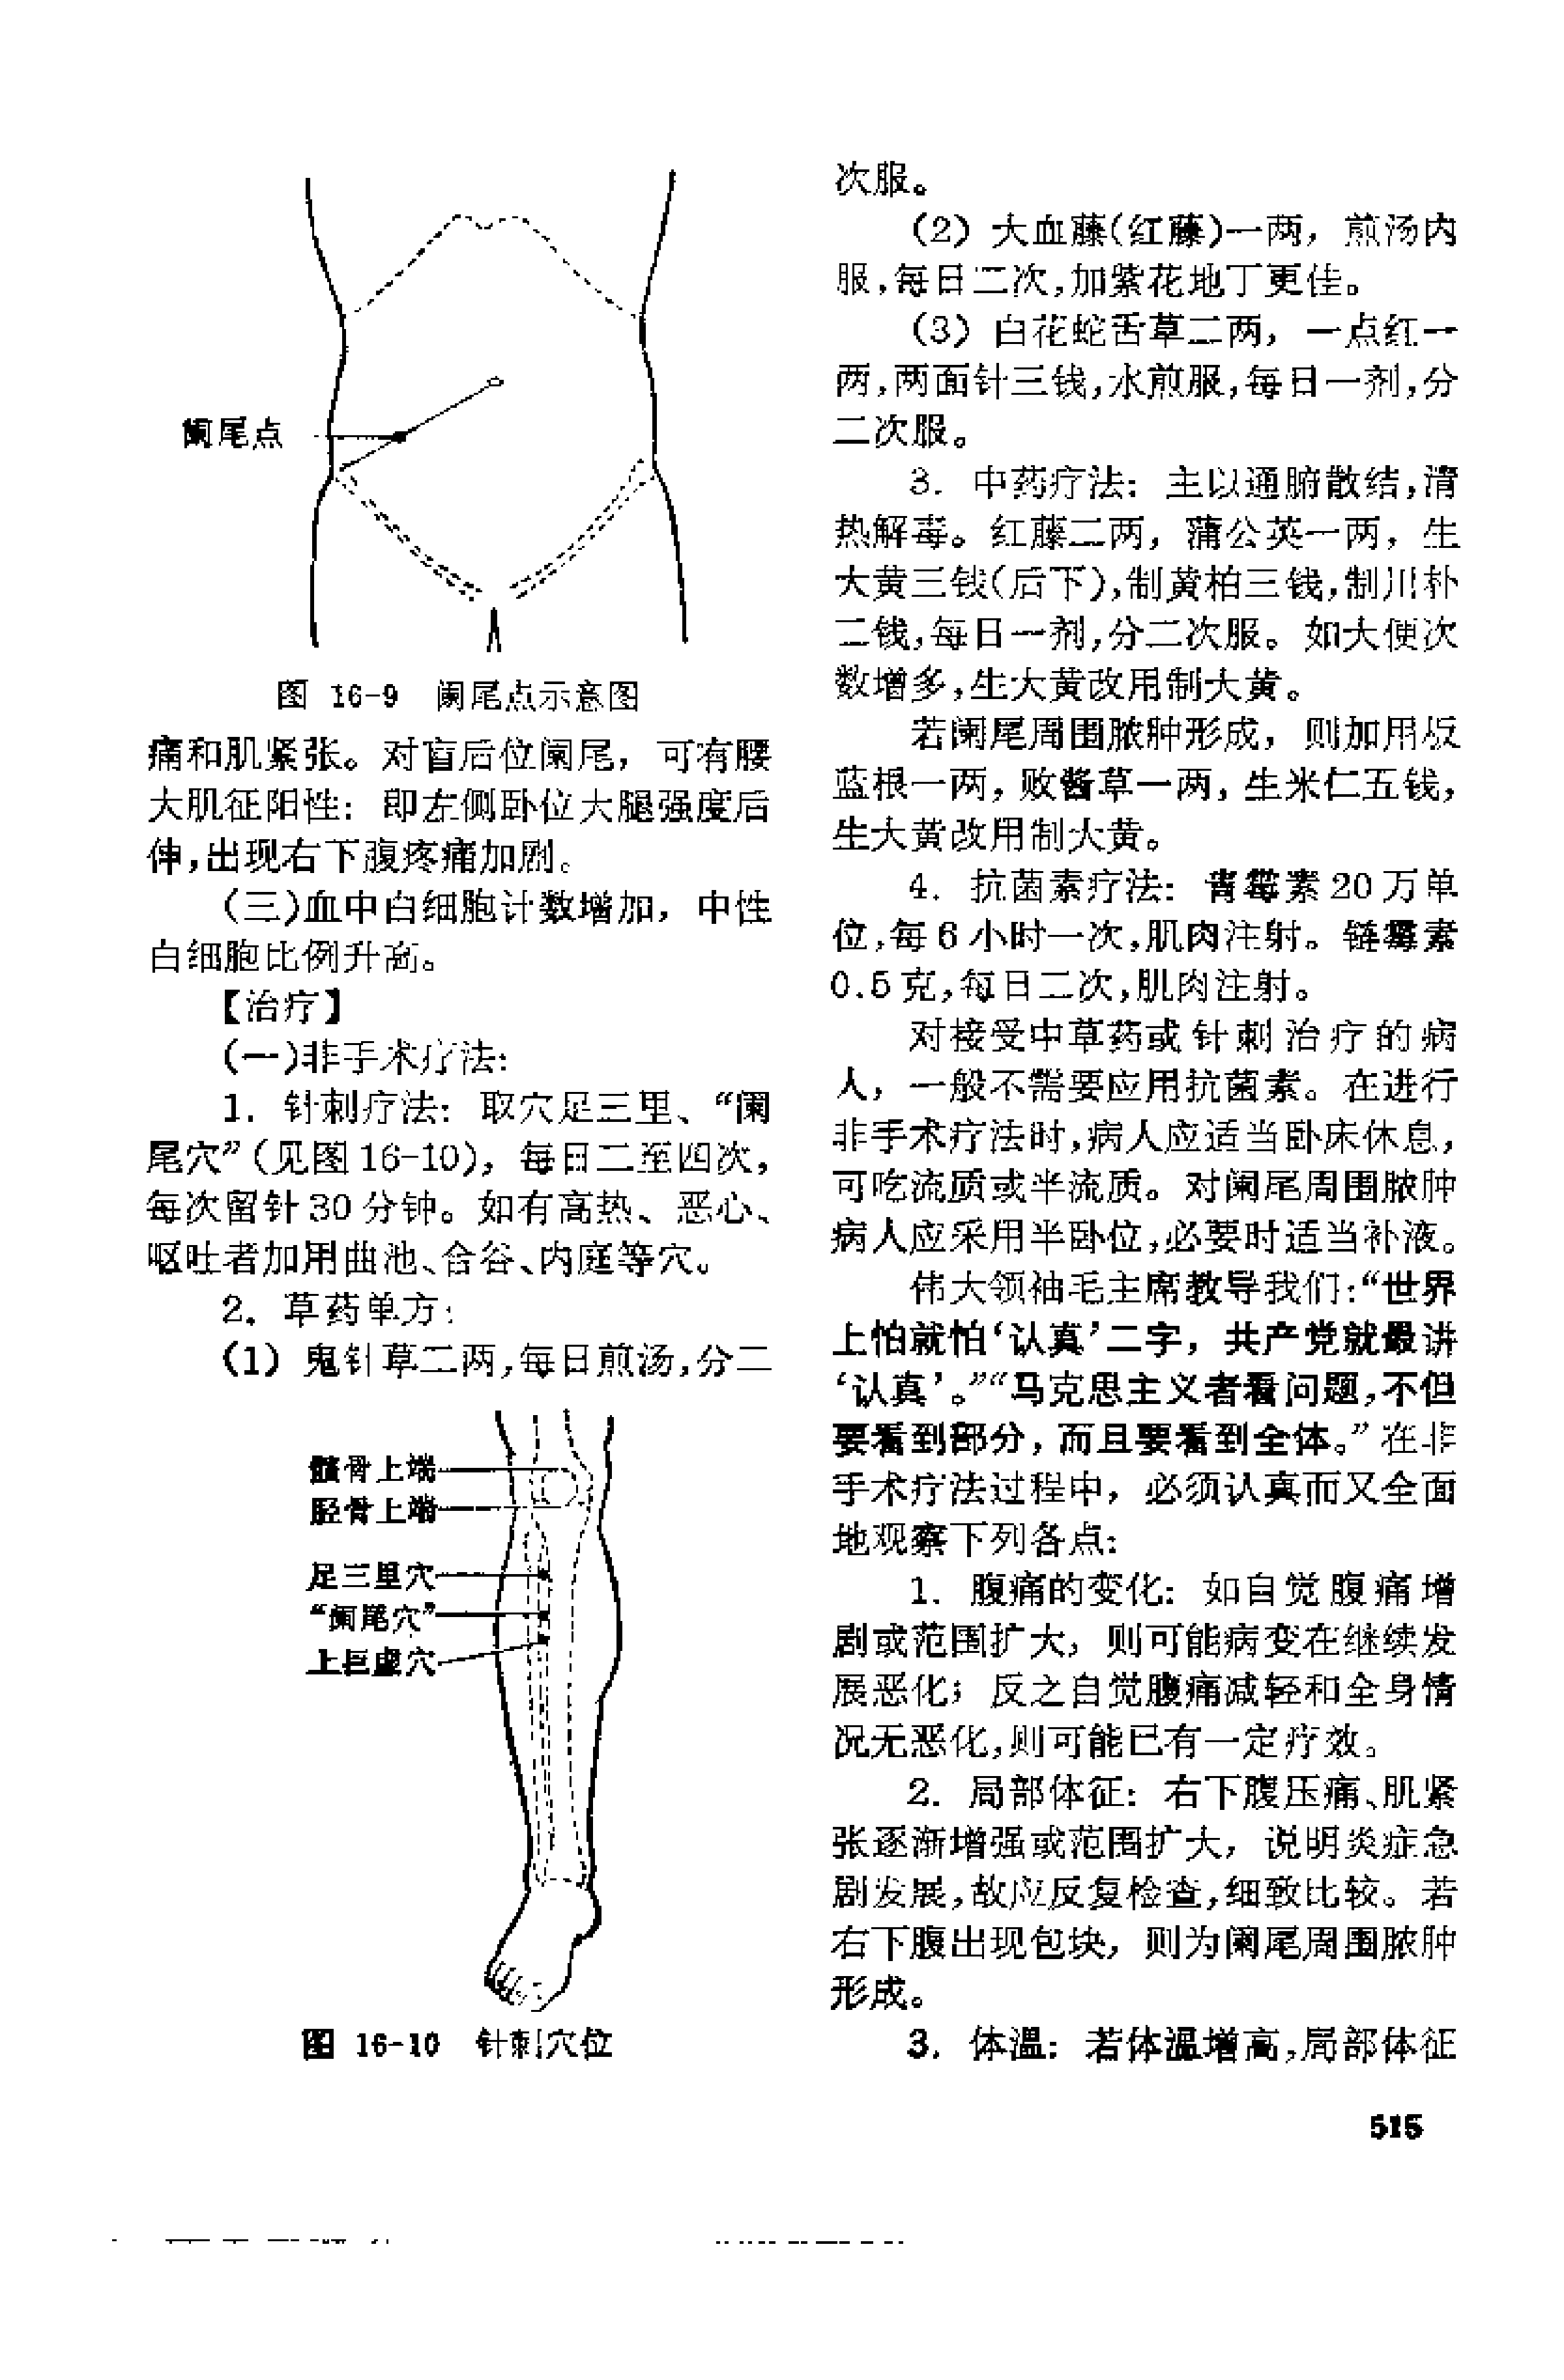 阑尾点
图 16-9 阑尾点示意图
痛和肌紧张。对盲后位阑尾，可有腰
大肌征阳性：即左侧卧位大腿强度后
伸，出现右下腹疼痛加剧。
(三)血中白细胞计数增加，中性
白细胞比例升高。
【治疗】
(一)非手术疗法：
1. 针刺疗法：取穴足三里、“阑
尾穴”(见图 16-10)，每日二至四次，
每次留针 30 分钟。如有高热、恶心、
呕吐者加用曲池、合谷、内庭等穴。
2. 草药单方：
(1) 鬼针草二两，每日煎汤，分二
髌骨上端
胫骨上端
足三里穴
“阑尾穴”
上巨虚穴
图 16-10 针刺穴位
次服。
(2) 大血藤(红藤)一两，煎汤内
服，每日二次，加紫花地丁更佳。
(3) 白花蛇舌草二两，一点红一
两，两面针三钱，水煎服，每日一剂，分
二次服。
3. 中药疗法：主以通腑散结，清
热解毒。红藤二两，蒲公英一两，生
大黄三钱(后下)，制黄柏三钱，制川朴
二钱，每日一剂，分二次服。如大便次
数增多，生大黄改用制大黄。
若阑尾周围脓肿形成，则加用板
蓝根一两，败酱草一两，生米仁五钱，
生大黄改用制大黄。
4. 抗菌素疗法：青霉素 20 万单
位，每 6 小时一次，肌肉注射。链霉素
0.5 克，每日二次，肌肉注射。
对接受中草药或针刺治疗的病
人，一般不需要应用抗菌素。在进行
非手术疗法时，病人应适当卧床休息，
可吃流质或半流质。对阑尾周围脓肿
病人应采用半卧位，必要时适当补液。
伟大领袖毛主席教导我们：“世界
上怕就怕‘认真’二字，共产党就最讲
‘认真’。”“马克思主义者看问题，不但
要看到部分，而且要看到全体。”在非
手术疗法过程中，必须认真而又全面
地观察下列各点：
1. 腹痛的变化：如自觉腹痛增
剧或范围扩大，则可能病变在继续发
展恶化；反之自觉腹痛减轻和全身情
况无恶化，则可能已有一定疗效。
2. 局部体征：右下腹压痛、肌紧
张逐渐增强或范围扩大，说明炎症急
剧发展，故应反复检查，细致比较。若
右下腹出现包块，则为阑尾周围脓肿
形成。
3. 体温：若体温增高，局部体征
515